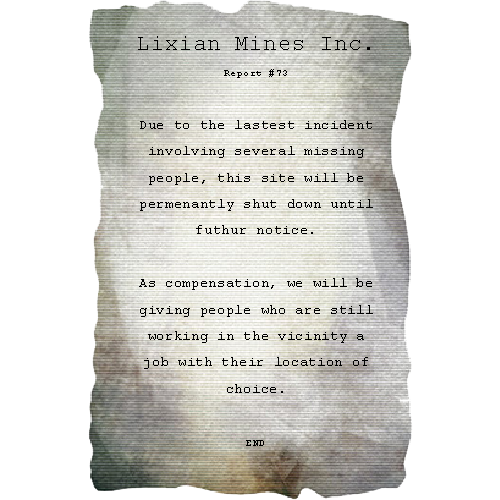 Lixian Mines Inc.
Report #73
Due to the lastest incident
involving several missing
people, this site will be
permenantly shut down until
futhur notice.
As compensation, we will be
giving people who are still
working in the vicinity a
job with their location of
choice.
END